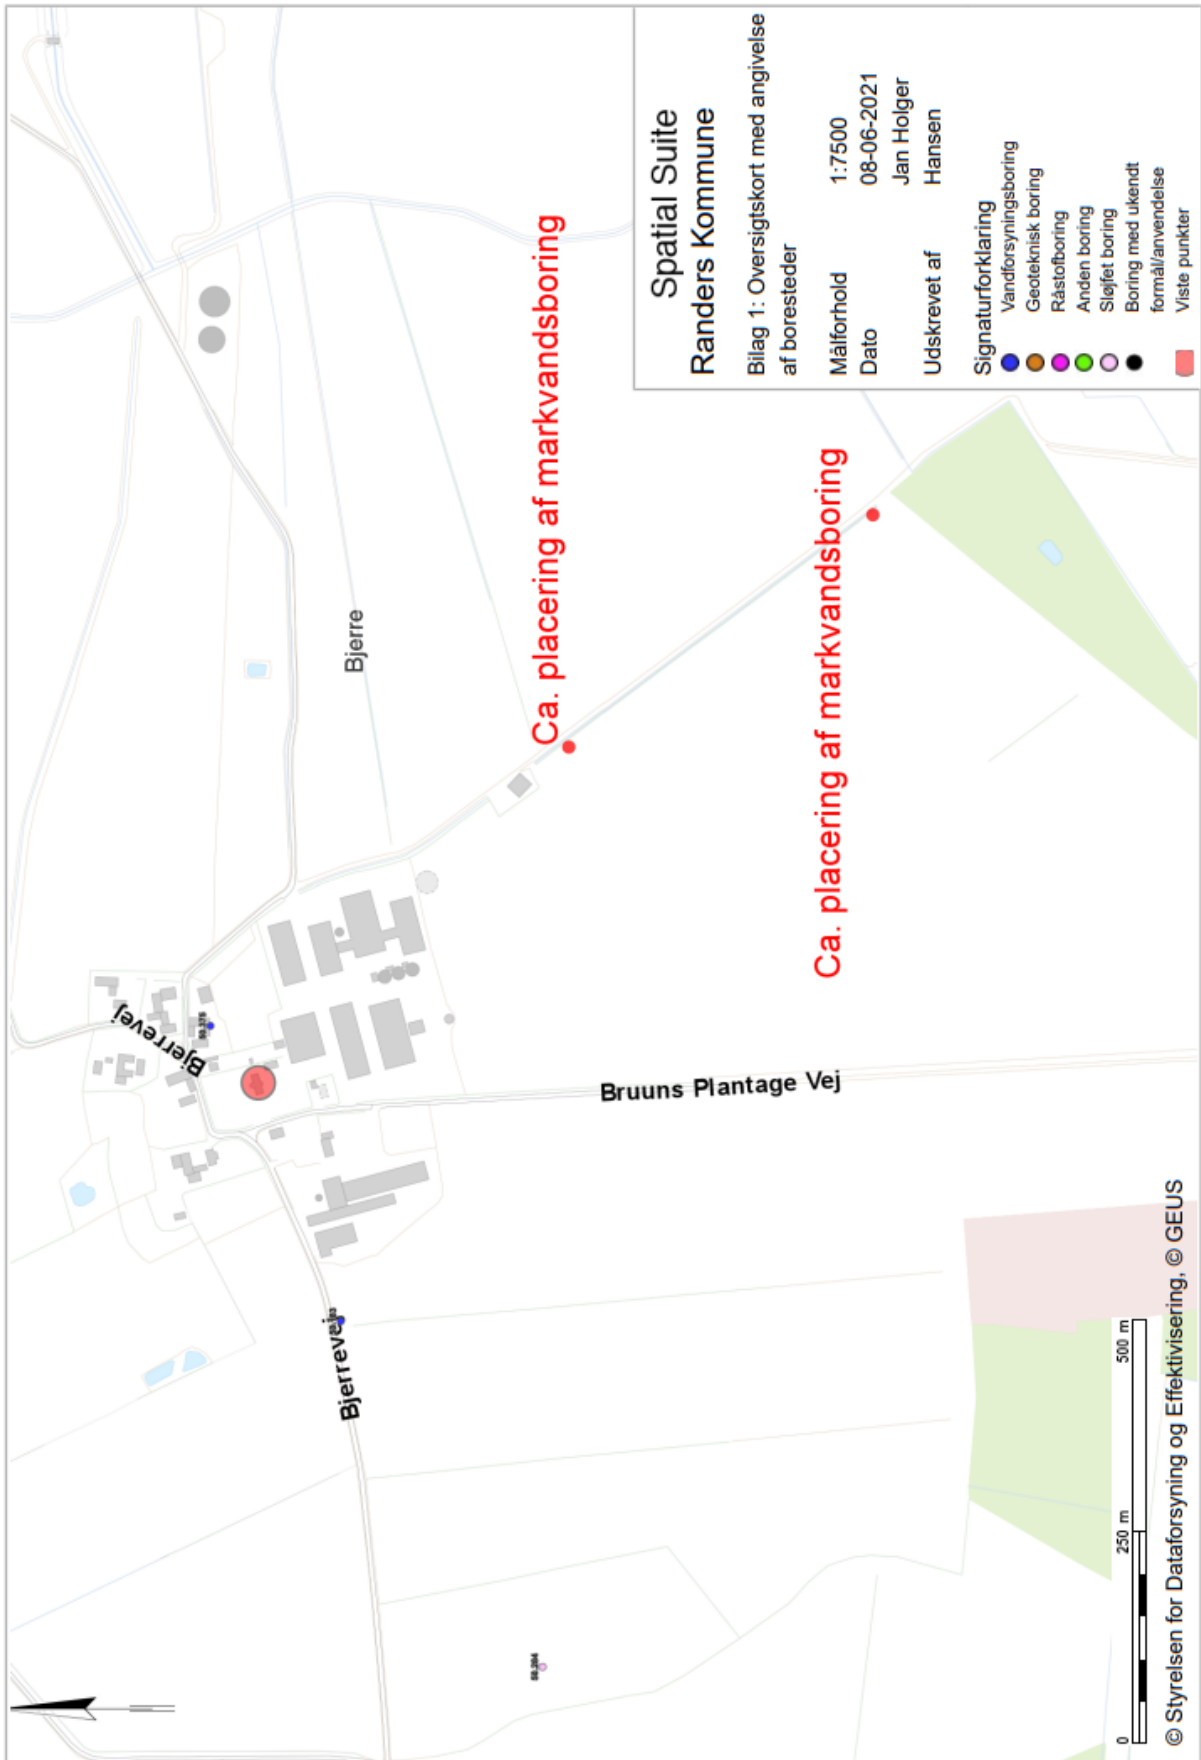 Spatial Suite
Randers Kommune
Bilag 1: Oversigtskort med angivelse
af boresteder
Målforhold 1:7500
Dato 08-06-2021
Udskrevet af Jan Holger
Hansen
Signaturforklaring
Vandforsyningsboring
Geoteknisk boring
Råstofboring
Anden boring
Sløjfet boring
Boring med ukendt
formål/anvendelse
Viste punkter
Ca. placering af markvandsboring
Ca. placering af markvandsboring
Bjerre
Bjerrevej
Bjerrevej
Bruuns Plantage Vej
0 250 m 500 m
© Styrelsen for Dataforsyning og Effektivisering, © GEUS